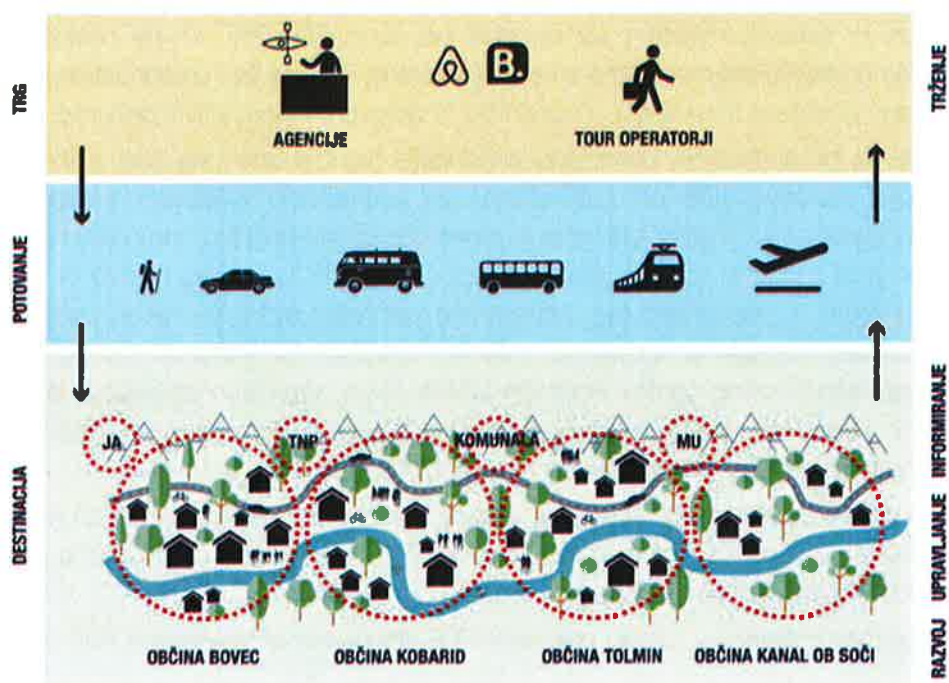 TRG
TRŽENJE
B.
AGENCIJE
TOUR OPERATORJI
POTOVANJE
DESTINACIJA
JA
TNP
KOMUNALA
MU
INFORMIRANJE
UPRAVLJANJE
RAZVOJ
OBČINA BOVEC
OBČINA KOBARID
OBČINA TOLMIN
OBČINA KANAL OB SOČI